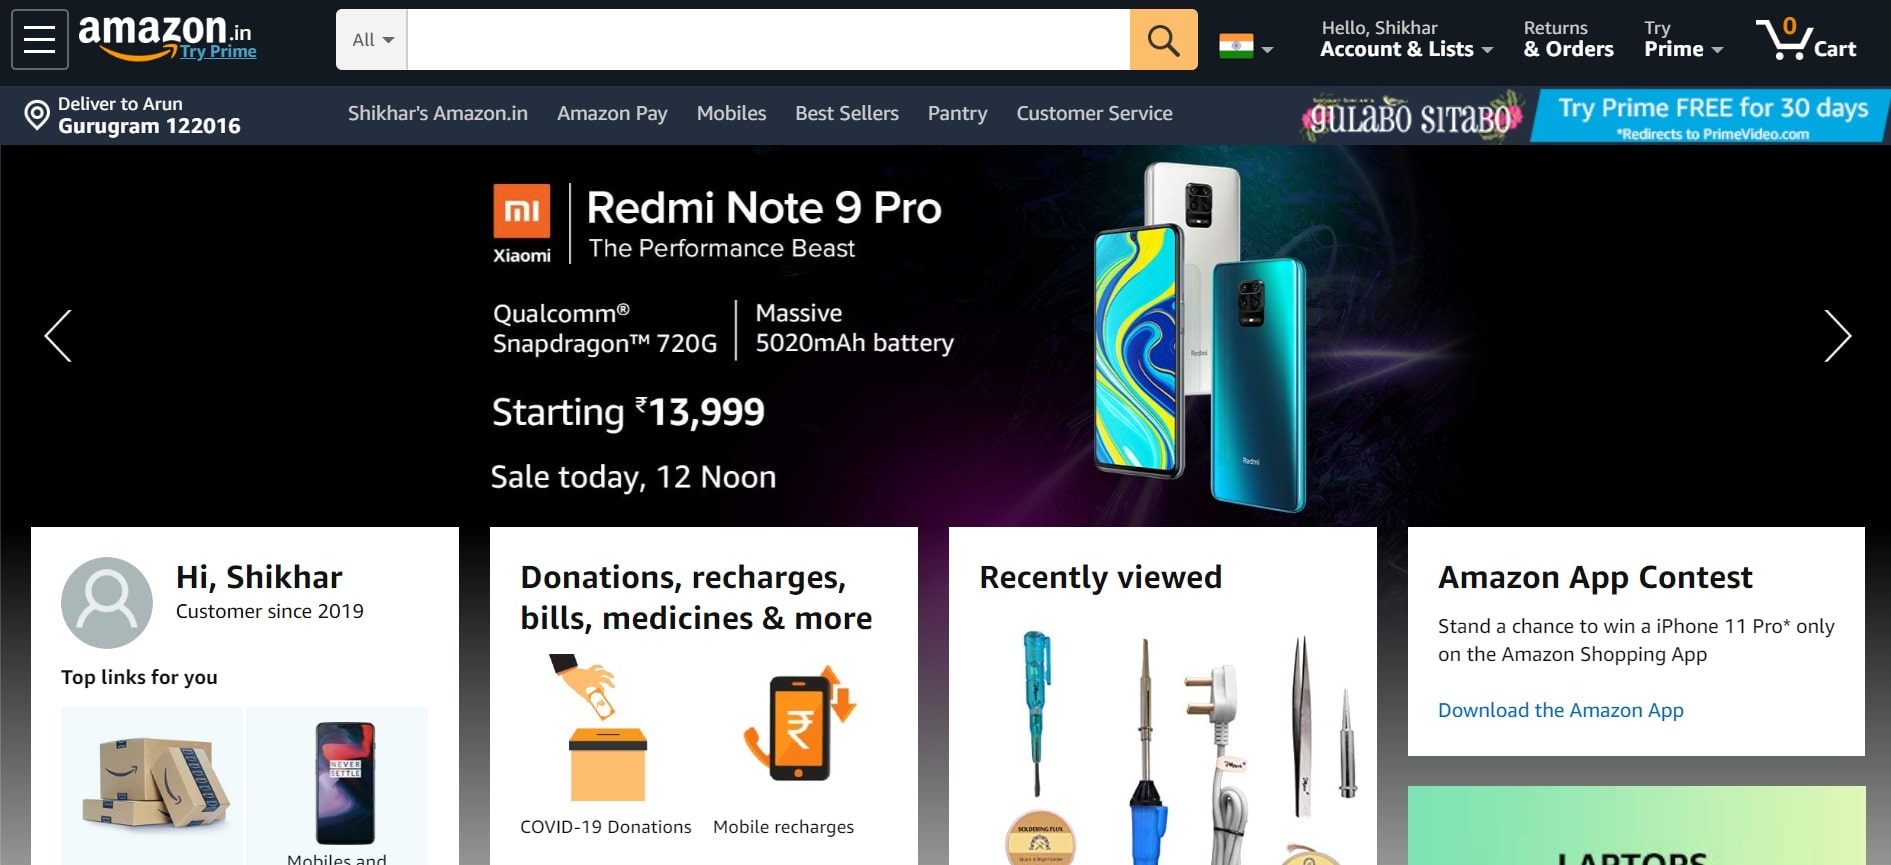 amazon.in
Try Prime
All
Hello, Shikhar
Account & Lists
Returns
& Orders
Try
Prime
0
Cart
Deliver to Arun
Gurugram 122016
Shikhar's Amazon.in
Amazon Pay
Mobiles
Best Sellers
Pantry
Customer Service
GULABO SITABO
Try Prime FREE for 30 days
*Redirects to PrimeVideo.com
mi
Xiaomi
Redmi Note 9 Pro
The Performance Beast
Qualcomm®
Snapdragon™ 720G
Massive
5020mAh battery
Starting ₹13,999
Sale today, 12 Noon
Redmi
Redmi
Hi, Shikhar
Customer since 2019
Top links for you
NEVER
SETTLE
Mobiles and
Donations, recharges,
bills, medicines & more
₹
COVID-19 Donations
Mobile recharges
Recently viewed
SOLDERING FLUX
Amazon App Contest
Stand a chance to win a iPhone 11 Pro* only
on the Amazon Shopping App
Download the Amazon App
LAPTOPS